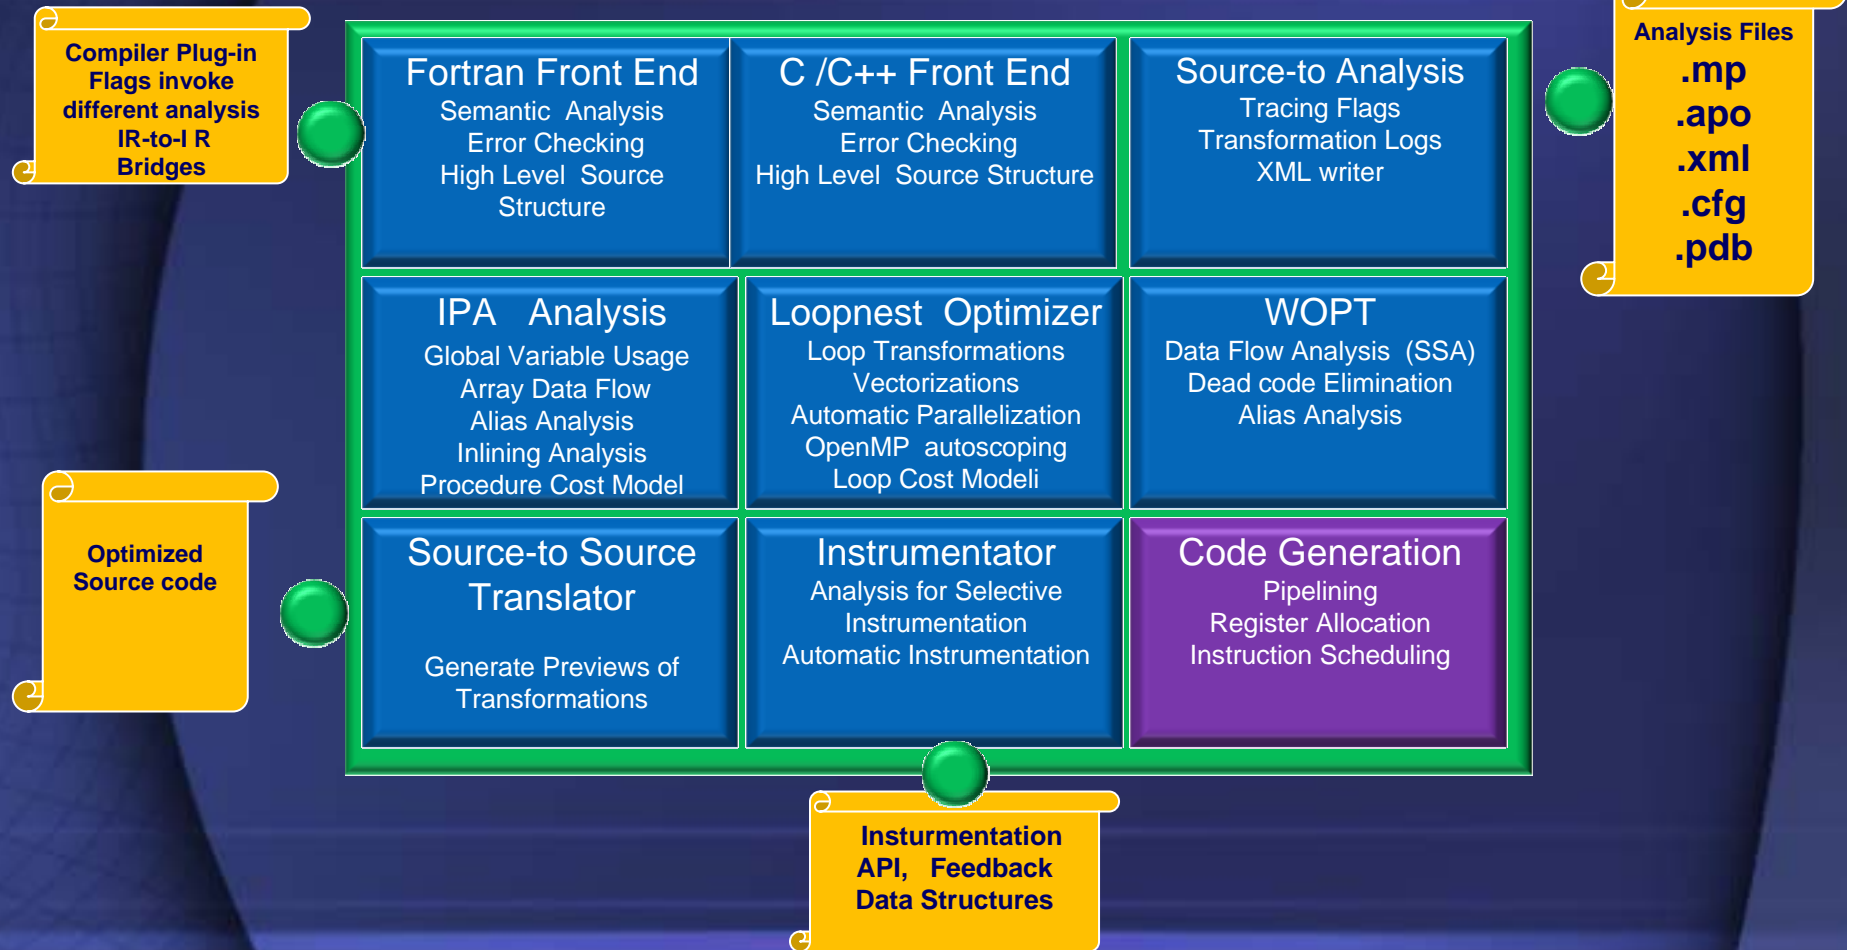 Compiler Plug-in
Flags invoke
different analysis
IR-to-I R
Bridges
Fortran Front End
Semantic Analysis
Error Checking
High Level Source
Structure
C /C++ Front End
Semantic Analysis
Error Checking
High Level Source Structure
Source-to Analysis
Tracing Flags
Transformation Logs
XML writer
Analysis Files
.mp
.apo
.xml
.cfg
.pdb
IPA Analysis
Global Variable Usage
Array Data Flow
Alias Analysis
Inlining Analysis
Procedure Cost Model
Loopnest Optimizer
Loop Transformations
Vectorizations
Automatic Parallelization
OpenMP autoscoping
Loop Cost Modeli
WOPT
Data Flow Analysis (SSA)
Dead code Elimination
Alias Analysis
Optimized
Source code
Source-to Source
Translator
Generate Previews of
Transformations
Instrumentator
Analysis for Selective
Instrumentation
Automatic Instrumentation
Code Generation
Pipelining
Register Allocation
Instruction Scheduling
Insturmentation
API, Feedback
Data Structures